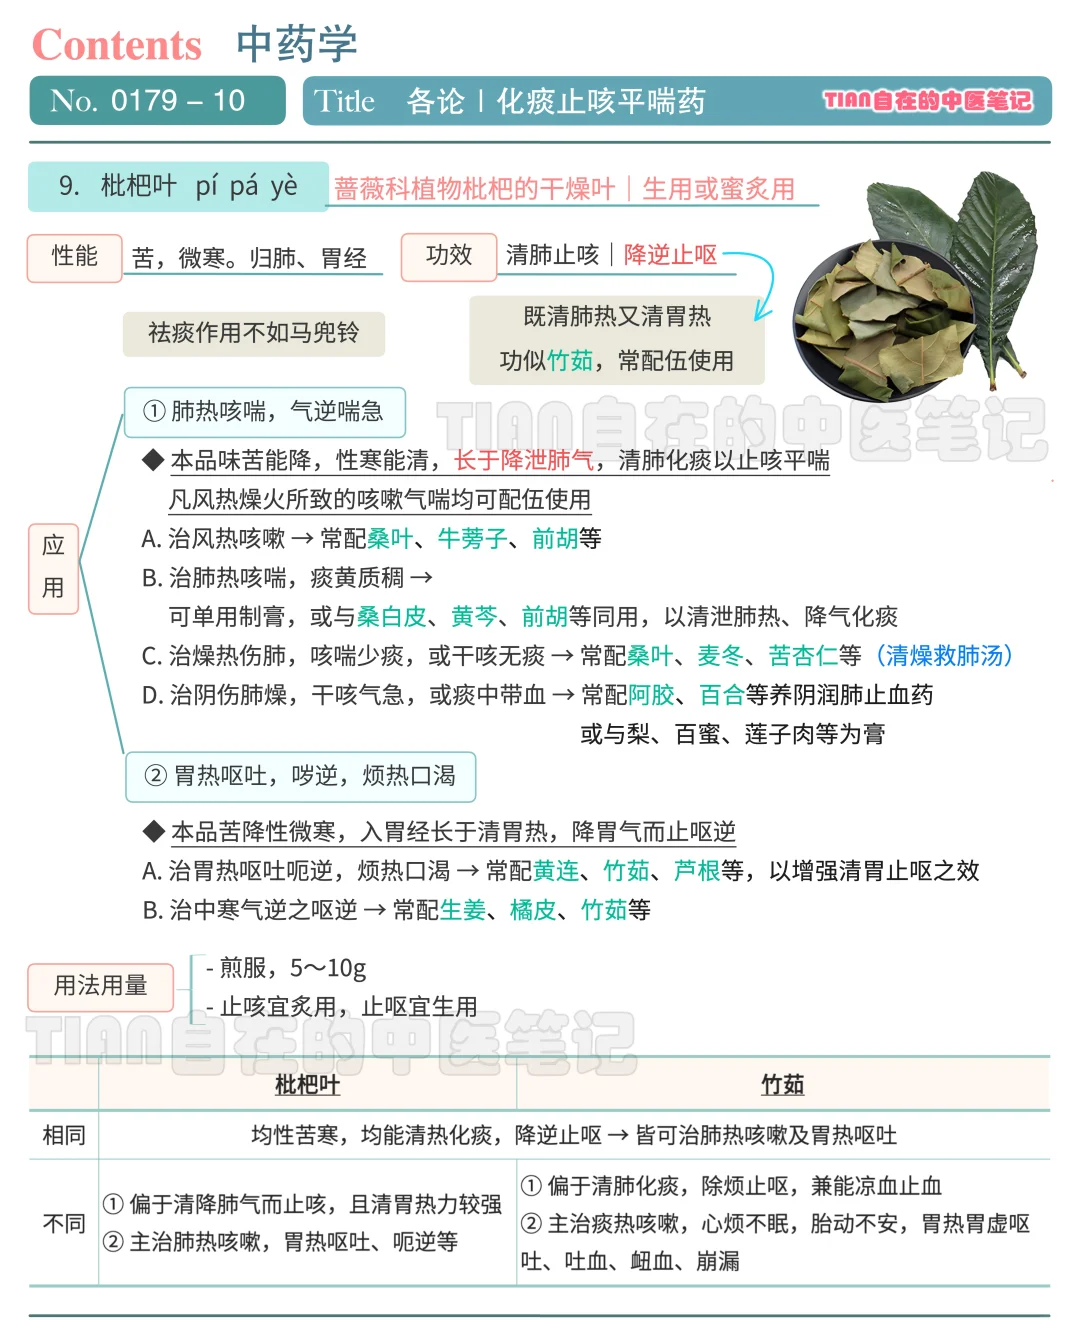 Contents 中药学
No. 0179 – 10
Title 各论｜化痰止咳平喘药
TIAN自在的中医笔记
9. 枇杷叶 pí pá yè
蔷薇科植物枇杷的干燥叶｜生用或蜜炙用
性能 苦，微寒。归肺、胃经
功效 清肺止咳｜降逆止呕
祛痰作用不如马兜铃
既清肺热又清胃热
功似竹茹，常配伍使用
TIAN自在的中医笔记
应用
① 肺热咳喘，气逆喘急
◆ 本品味苦能降，性寒能清，长于降泄肺气，清肺化痰以止咳平喘
凡风热燥火所致的咳嗽气喘均可配伍使用
A. 治风热咳嗽 → 常配桑叶、牛蒡子、前胡等
B. 治肺热咳喘，痰黄质稠 →
可单用制膏，或与桑白皮、黄芩、前胡等同用，以清泄肺热、降气化痰
C. 治燥热伤肺，咳喘少痰，或干咳无痰 → 常配桑叶、麦冬、苦杏仁等（清燥救肺汤）
D. 治阴伤肺燥，干咳气急，或痰中带血 → 常配阿胶、百合等养阴润肺止血药
或与梨、百蜜、莲子肉等为膏
② 胃热呕吐，哕逆，烦热口渴
◆ 本品苦降性微寒，入胃经长于清胃热，降胃气而止呕逆
A. 治胃热呕吐呃逆，烦热口渴 → 常配黄连、竹茹、芦根等，以增强清胃止呕之效
B. 治中寒气逆之呕逆 → 常配生姜、橘皮、竹茹等
用法用量
- 煎服，5～10g
- 止咳宜炙用，止呕宜生用
TIAN自在的中医笔记
枇杷叶 竹茹
相同 均性苦寒，均能清热化痰，降逆止呕 → 皆可治肺热咳嗽及胃热呕吐
不同
① 偏于清降肺气而止咳，且清胃热力较强
② 主治肺热咳嗽，胃热呕吐、呃逆等
① 偏于清肺化痰，除烦止呕，兼能凉血止血
② 主治痰热咳嗽，心烦不眠，胎动不安，胃热胃虚呕
吐、吐血、衄血、崩漏